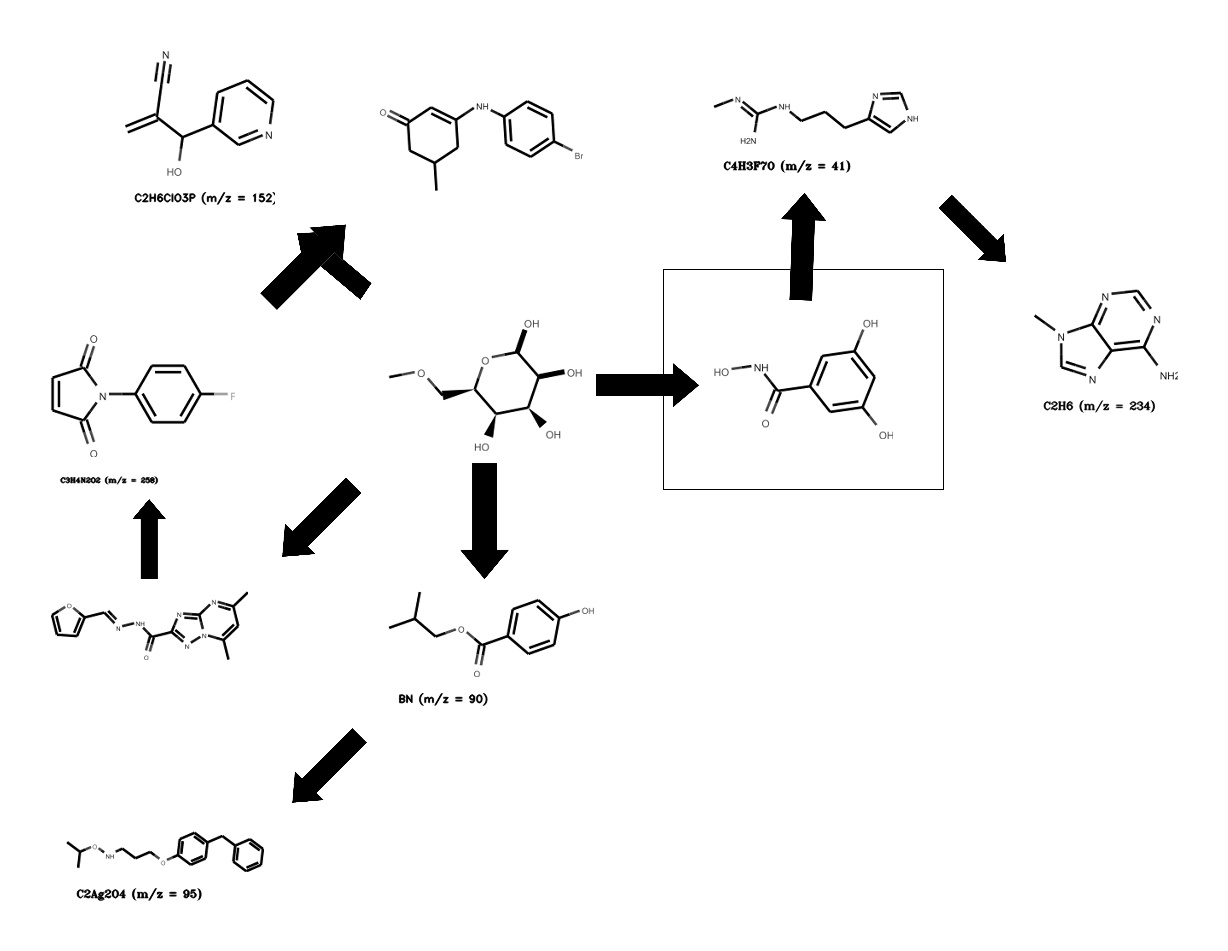 N
N
HO
C2H6ClO3P (m/z = 152)
O
NH
Br
N
NH
H2N
N
NH
C4H3F7O (m/z = 41)
N
N
N
N
NH2
C2H6 (m/z = 234)
O
N
F
O
C3H4N2O2 (m/z = 258)
OH
O
OH
O
OH
HO
OH
HO
NH
O
OH
O
N
NH
O
N
N
N
N
O
OH
O
BN (m/z = 90)
O
NH
O
C2Ag2O4 (m/z = 95)